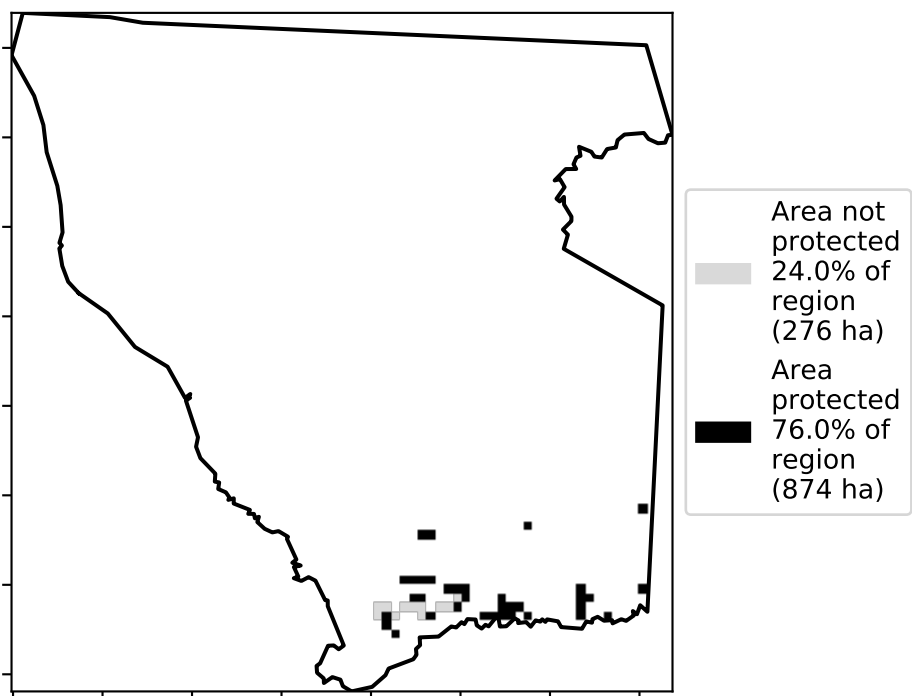 Area not
protected
24.0% of
region
(276 ha)
Area
protected
76.0% of
region
(874 ha)